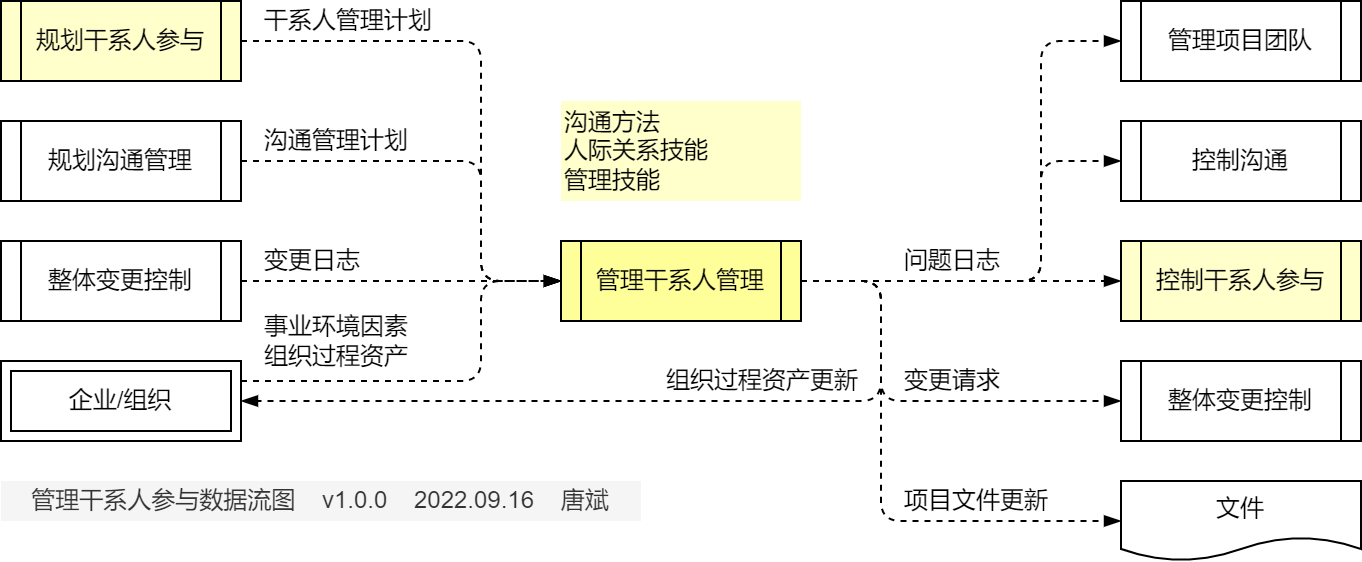 规划干系人参与
干系人管理计划
管理项目团队
沟通方法
人际关系技能
管理技能
规划沟通管理
沟通管理计划
控制沟通
整体变更控制
变更日志
管理干系人管理
问题日志
控制干系人参与
事业环境因素
组织过程资产
企业/组织
组织过程资产更新
变更请求
整体变更控制
管理干系人参与数据流图 v1.0.0 2022.09.16 唐斌
项目文件更新
文件